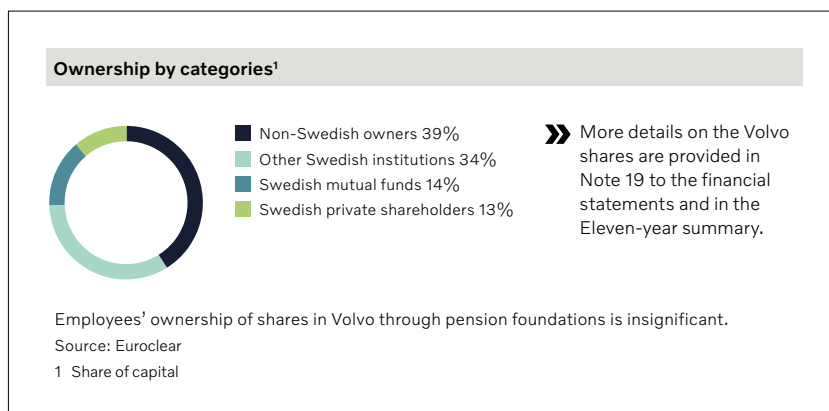 Ownership by categories¹
Non-Swedish owners 39%
Other Swedish institutions 34%
Swedish mutual funds 14%
Swedish private shareholders 13%
More details on the Volvo
shares are provided in
Note 19 to the financial
statements and in the
Eleven-year summary.
Employees’ ownership of shares in Volvo through pension foundations is insignificant.
Source: Euroclear
1 Share of capital